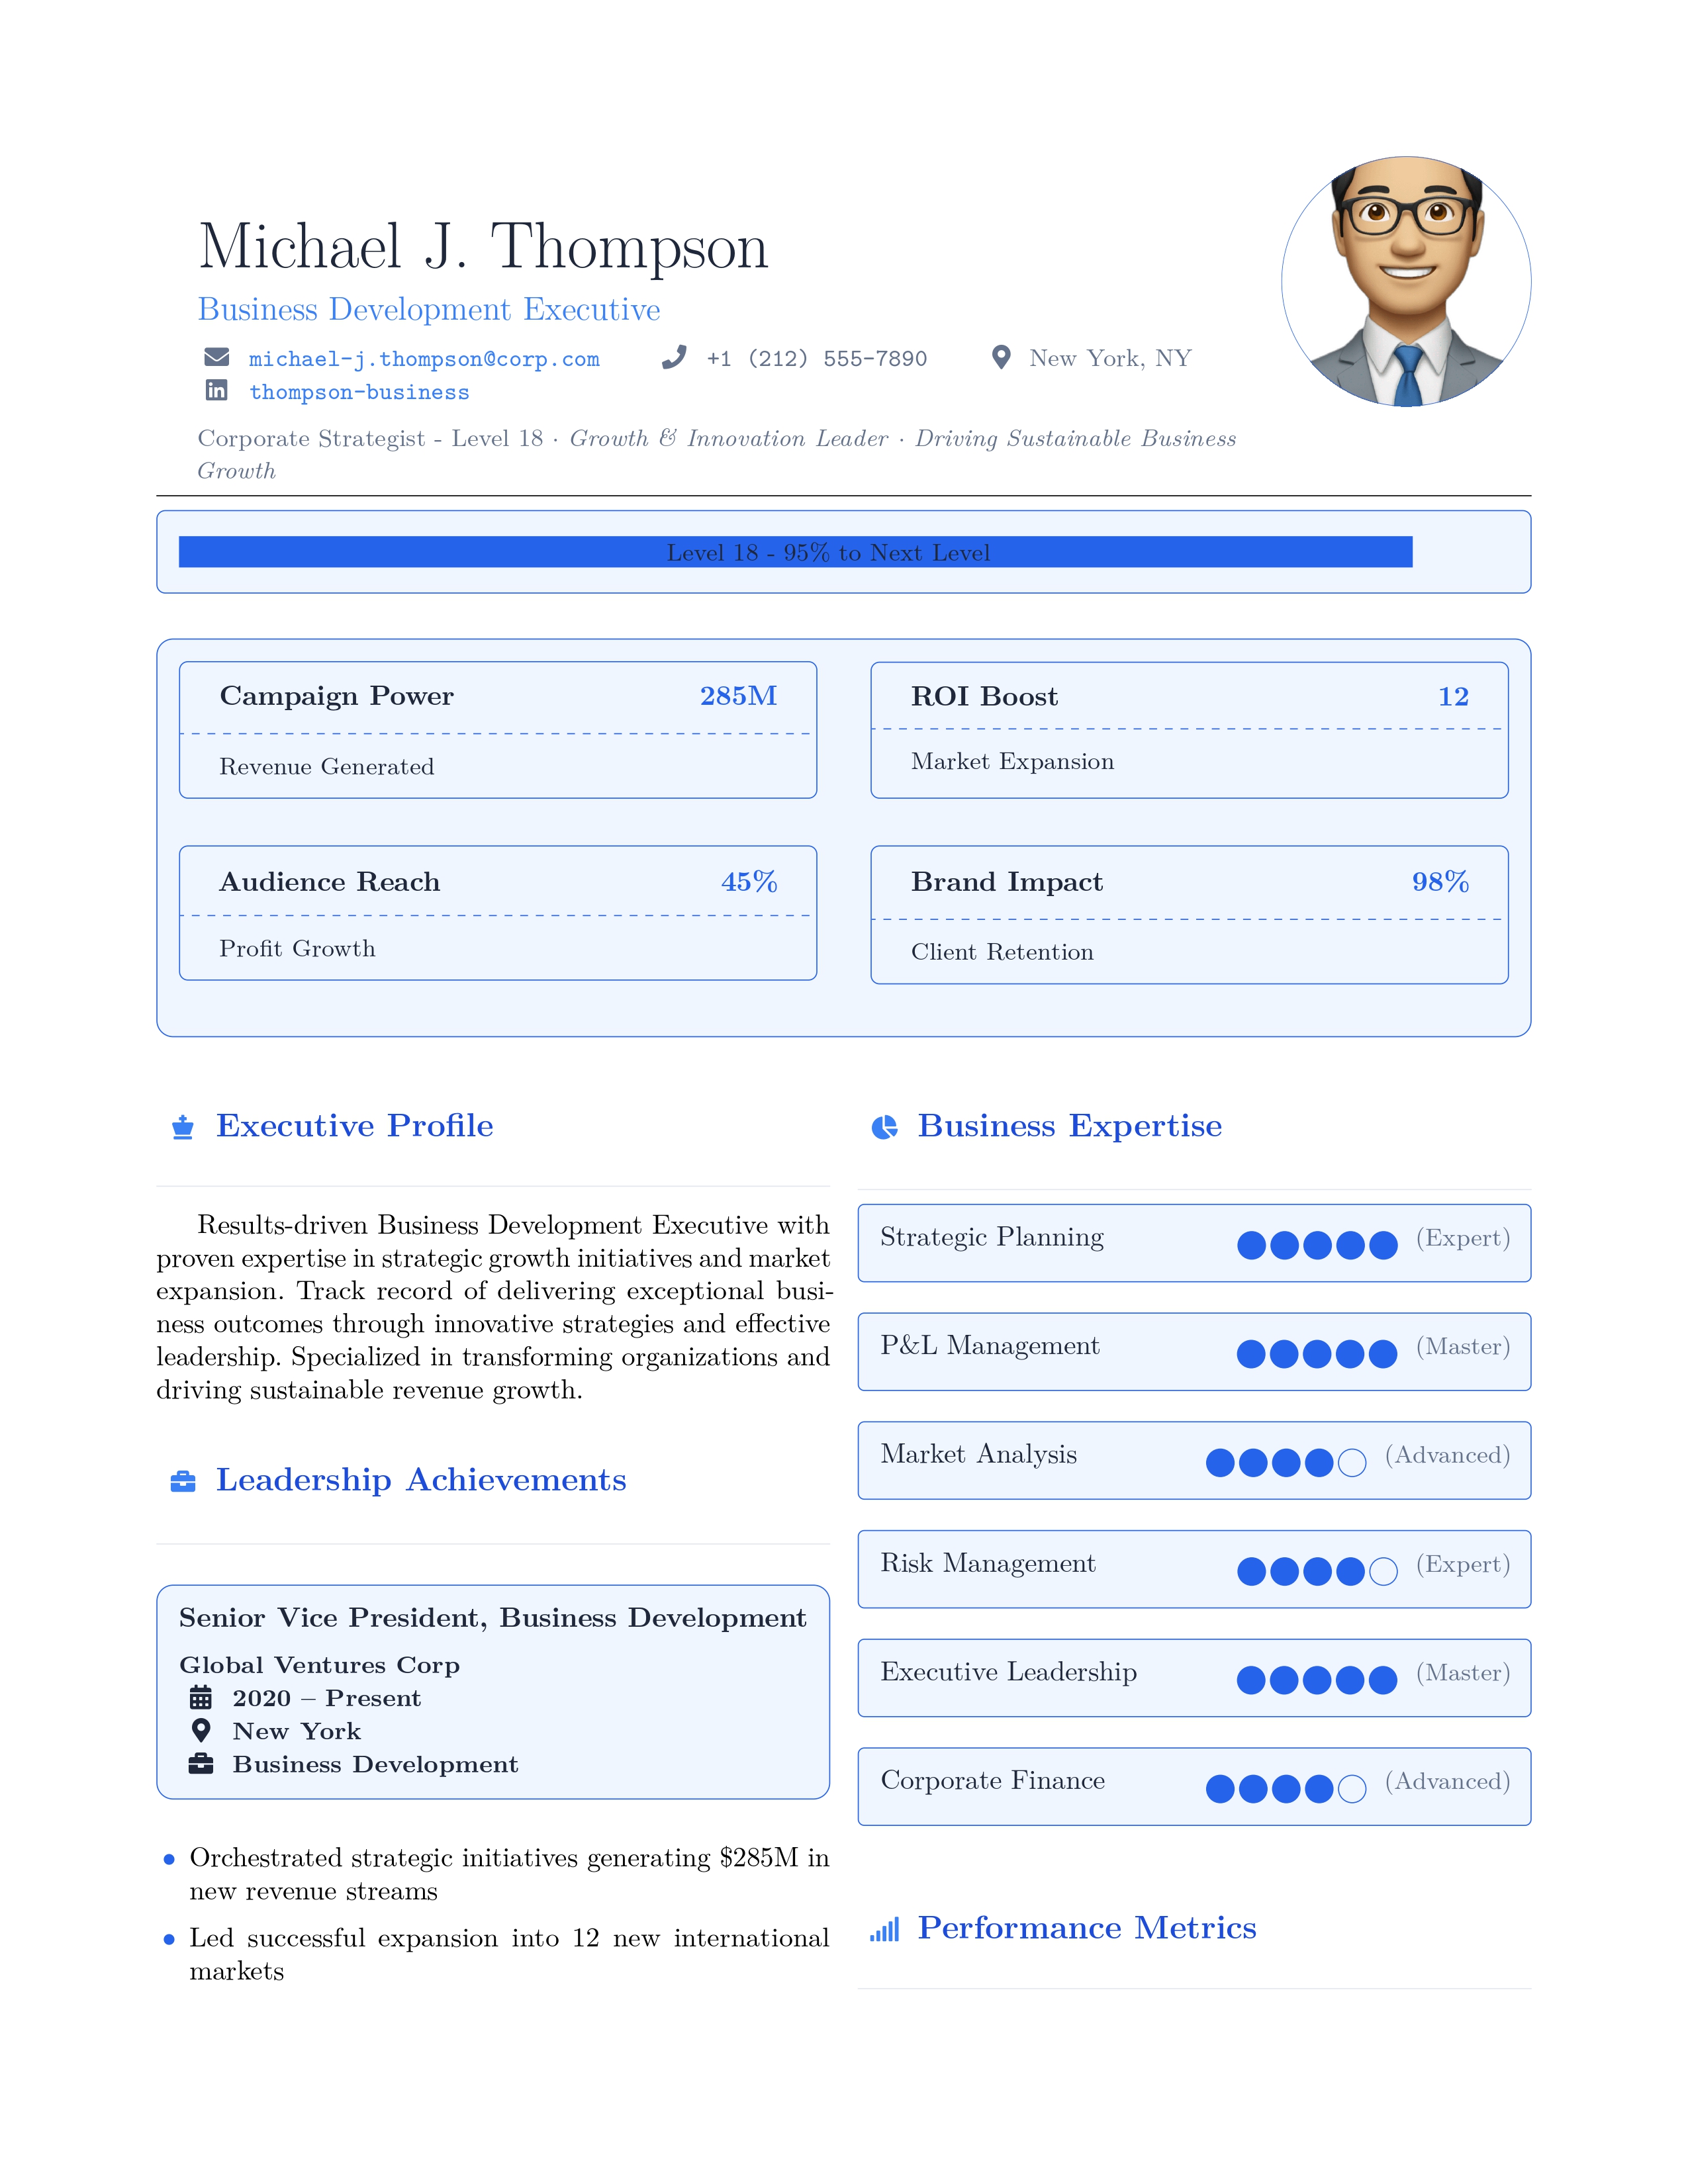 Michael J. Thompson
Business Development Executive
michael-j.thompson@corp.com +1 (212) 555-7890 New York, NY
thompson-business
Corporate Strategist - Level 18 · Growth & Innovation Leader · Driving Sustainable Business
Growth
Level 18 - 95% to Next Level
Campaign Power 285M
Revenue Generated
ROI Boost 12
Market Expansion
Audience Reach 45%
Profit Growth
Brand Impact 98%
Client Retention
Executive Profile
Results-driven Business Development Executive with
proven expertise in strategic growth initiatives and market
expansion. Track record of delivering exceptional busi-
ness outcomes through innovative strategies and effective
leadership. Specialized in transforming organizations and
driving sustainable revenue growth.
Leadership Achievements
Senior Vice President, Business Development
Global Ventures Corp
2020 – Present
New York
Business Development
Orchestrated strategic initiatives generating $285M in
new revenue streams
Led successful expansion into 12 new international
markets
Business Expertise
Strategic Planning (Expert)
P&L Management (Master)
Market Analysis (Advanced)
Risk Management (Expert)
Executive Leadership (Master)
Corporate Finance (Advanced)
Performance Metrics